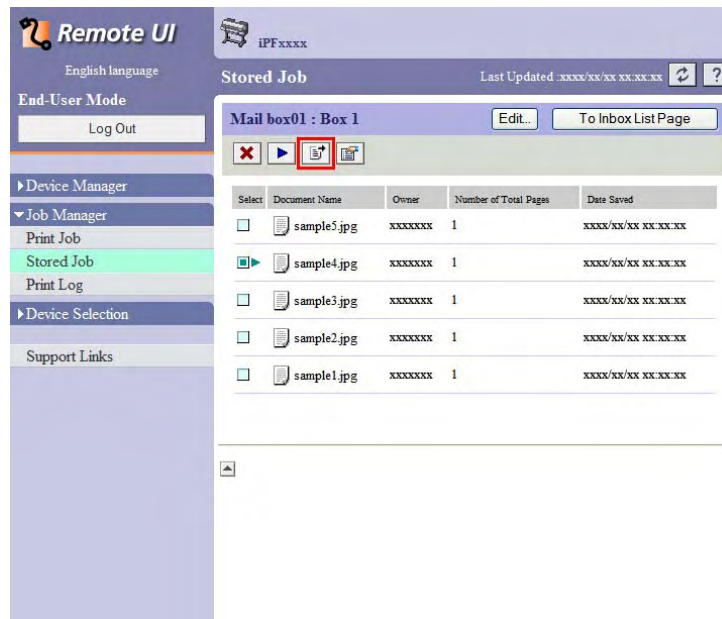 Remote UI
English language
End-User Mode
Log Out
Device Manager
Job Manager
Print Job
Stored Job
Print Log
Device Selection
Support Links
iPFxxxx
Stored Job Last Updated :xxxx/xx/xx xx:xx:xx ?
Mail box01 : Box 1 Edit.. To Inbox List Page
Select Document Name Owner Number of Total Pages Date Saved
sample5.jpg xxxxxxx 1 xxxx/xx/xx xx:xx:xx
sample4.jpg xxxxxxx 1 xxxx/xx/xx xx:xx:xx
sample3.jpg xxxxxxx 1 xxxx/xx/xx xx:xx:xx
sample2.jpg xxxxxxx 1 xxxx/xx/xx xx:xx:xx
sample1.jpg xxxxxxx 1 xxxx/xx/xx xx:xx:xx